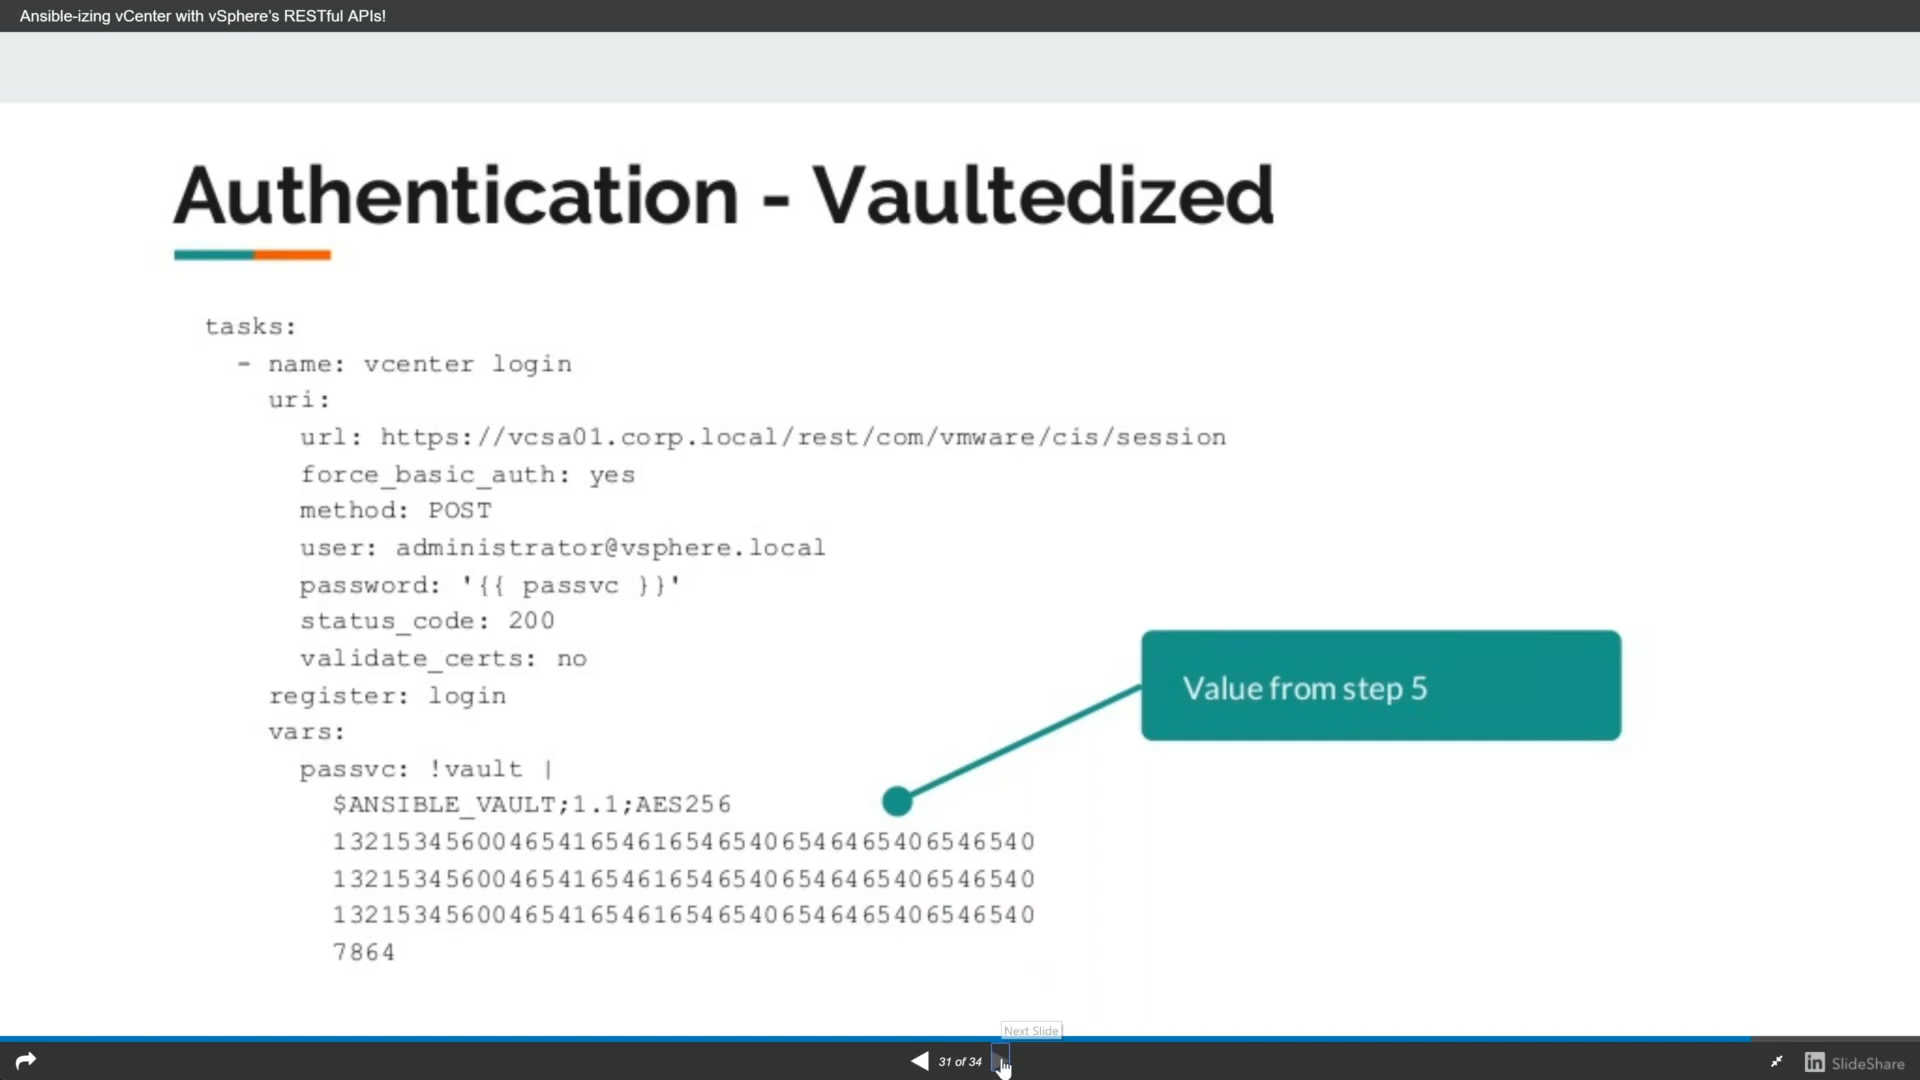 Ansible-izing vCenter with vSphere's RESTful APIs!
Authentication - Vaultedized
tasks:
- name: vcenter login
uri:
url: https://vcsa01.corp.local/rest/com/vmware/cis/session
force_basic_auth: yes
method: POST
user: administrator@vsphere.local
password: '{{ passvc }}'
status_code: 200
validate_certs: no
register: login
vars:
passvc: !vault |
$ANSIBLE_VAULT;1.1;AES256
13215345600465416546165465406546465406546540
13215345600465416546165465406546465406546540
13215345600465416546165465406546465406546540
7864
Value from step 5
Next Slide
31 of 34
in SlideShare